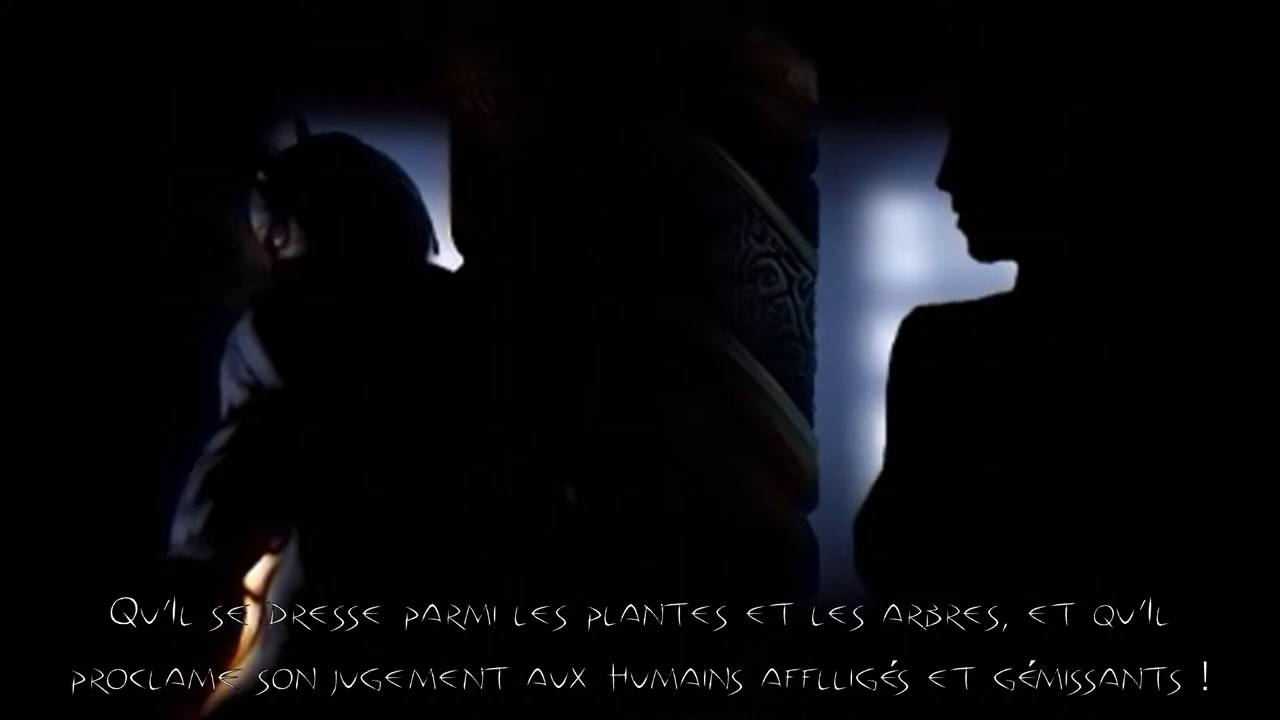 Qu'Il se dresse parmi les plantes et les arbres, et qu'Il
proclame son jugement aux Humains afflligés et gémissants !